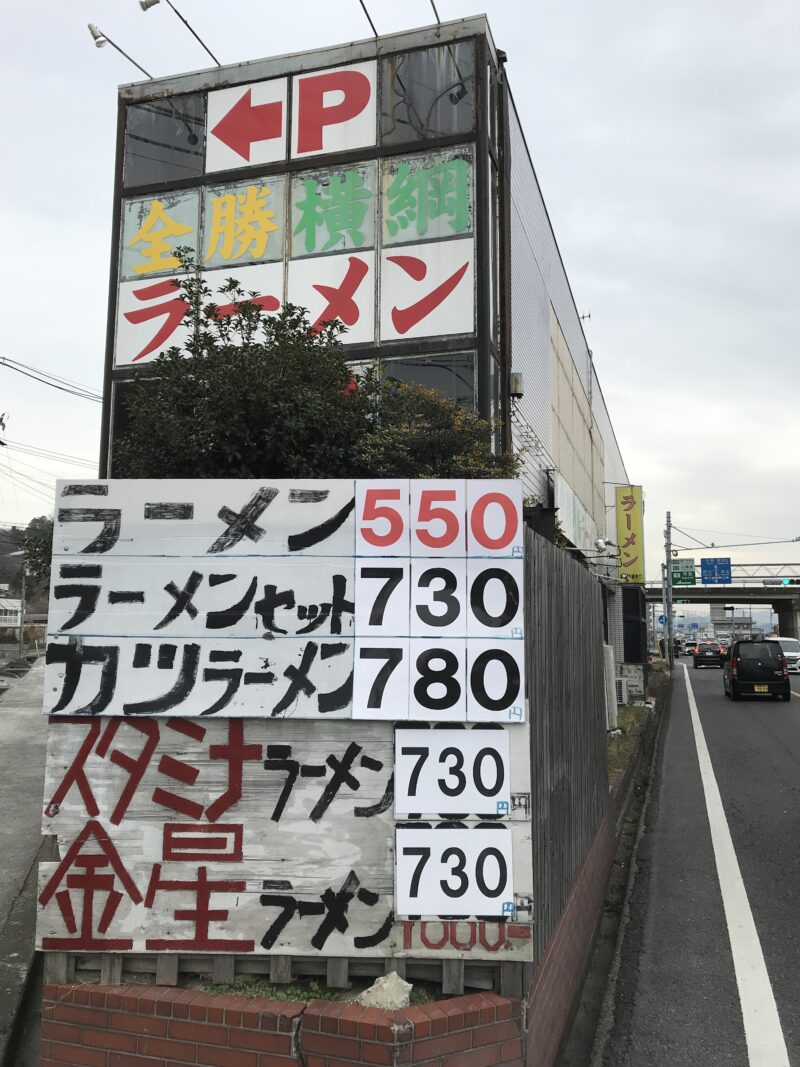 ←P
全勝横綱
ラーメン
ラーメン 550円
ラーメンセット 730円
カツラーメン 780円
スタミナラーメン 730円
金星ラーメン 730円
1000
ラーメン